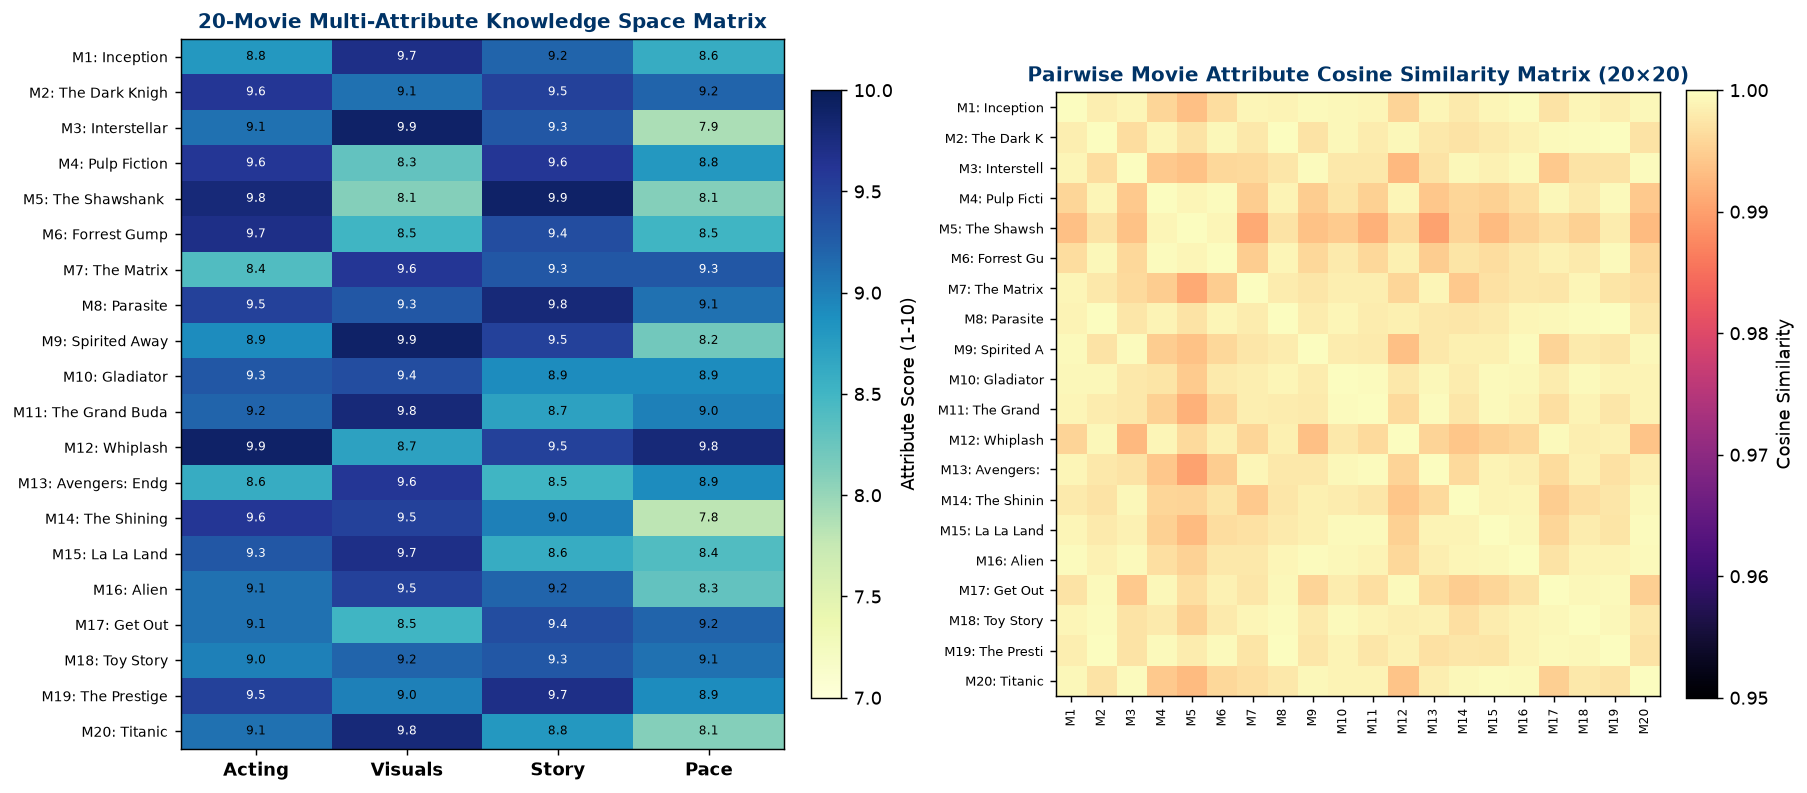 20-Movie Multi-Attribute Knowledge Space Matrix
M1: Inception 8.8 9.7 9.2 8.6
M2: The Dark Knigh 9.6 9.1 9.5 9.2
M3: Interstellar 9.1 9.9 9.3 7.9
M4: Pulp Fiction 9.6 8.3 9.6 8.8
M5: The Shawshank 9.8 8.1 9.9 8.1
M6: Forrest Gump 9.7 8.5 9.4 8.5
M7: The Matrix 8.4 9.6 9.3 9.3
M8: Parasite 9.5 9.3 9.8 9.1
M9: Spirited Away 8.9 9.9 9.5 8.2
M10: Gladiator 9.3 9.4 8.9 8.9
M11: The Grand Buda 9.2 9.8 8.7 9.0
M12: Whiplash 9.9 8.7 9.5 9.8
M13: Avengers: Endg 8.6 9.6 8.5 8.9
M14: The Shining 9.6 9.5 9.0 7.8
M15: La La Land 9.3 9.7 8.6 8.4
M16: Alien 9.1 9.5 9.2 8.3
M17: Get Out 9.1 8.5 9.4 9.2
M18: Toy Story 9.0 9.2 9.3 9.1
M19: The Prestige 9.5 9.0 9.7 8.9
M20: Titanic 9.1 9.8 8.8 8.1
Acting Visuals Story Pace
10.0
9.5
9.0
8.5
8.0
7.5
7.0
Attribute Score (1-10)
Pairwise Movie Attribute Cosine Similarity Matrix (20×20)
M1: Inception
M2: The Dark K
M3: Interstell
M4: Pulp Ficti
M5: The Shawsh
M6: Forrest Gu
M7: The Matrix
M8: Parasite
M9: Spirited A
M10: Gladiator
M11: The Grand
M12: Whiplash
M13: Avengers:
M14: The Shinin
M15: La La Land
M16: Alien
M17: Get Out
M18: Toy Story
M19: The Presti
M20: Titanic
M1 M2 M3 M4 M5 M6 M7 M8 M9 M10 M11 M12 M13 M14 M15 M16 M17 M18 M19 M20
1.00
0.99
0.98
0.97
0.96
0.95
Cosine Similarity